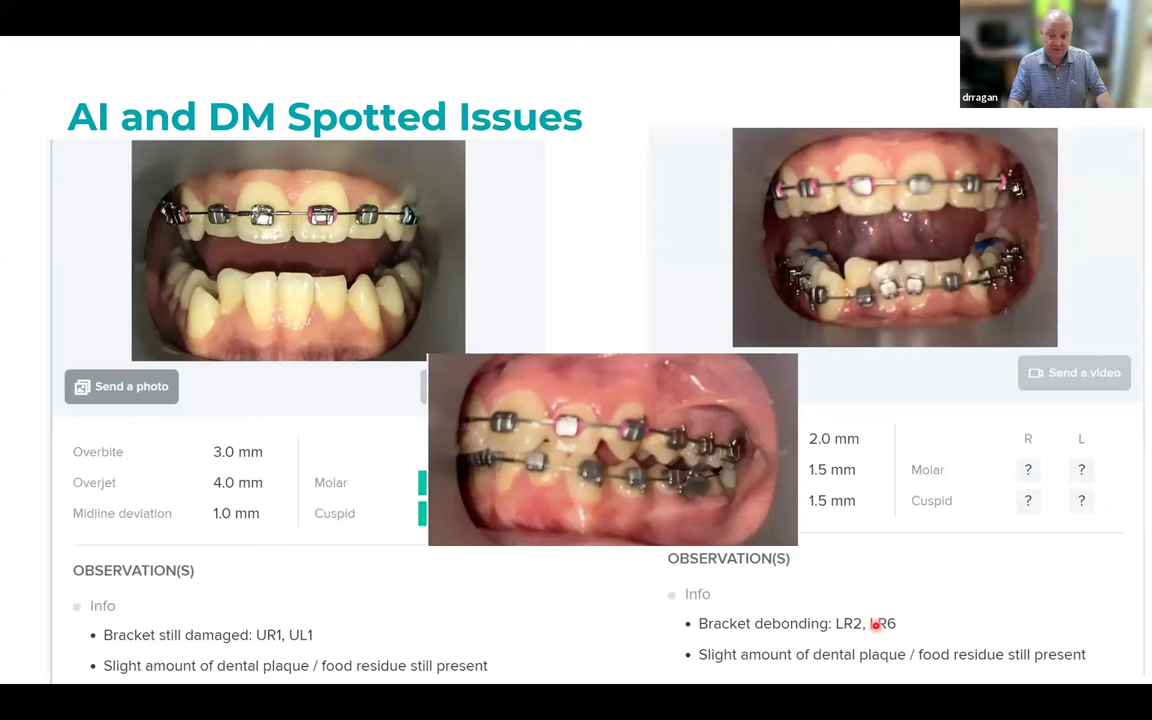 drragan
AI and DM Spotted Issues
Send a photo
Send a video
Overbite 3.0 mm
Overjet 4.0 mm Molar
Midline deviation 1.0 mm Cuspid
OBSERVATION(S)
Info
• Bracket still damaged: UR1, UL1
• Slight amount of dental plaque / food residue still present
2.0 mm R L
1.5 mm Molar ? ?
1.5 mm Cuspid ? ?
OBSERVATION(S)
Info
• Bracket debonding: LR2, LR6
• Slight amount of dental plaque / food residue still present